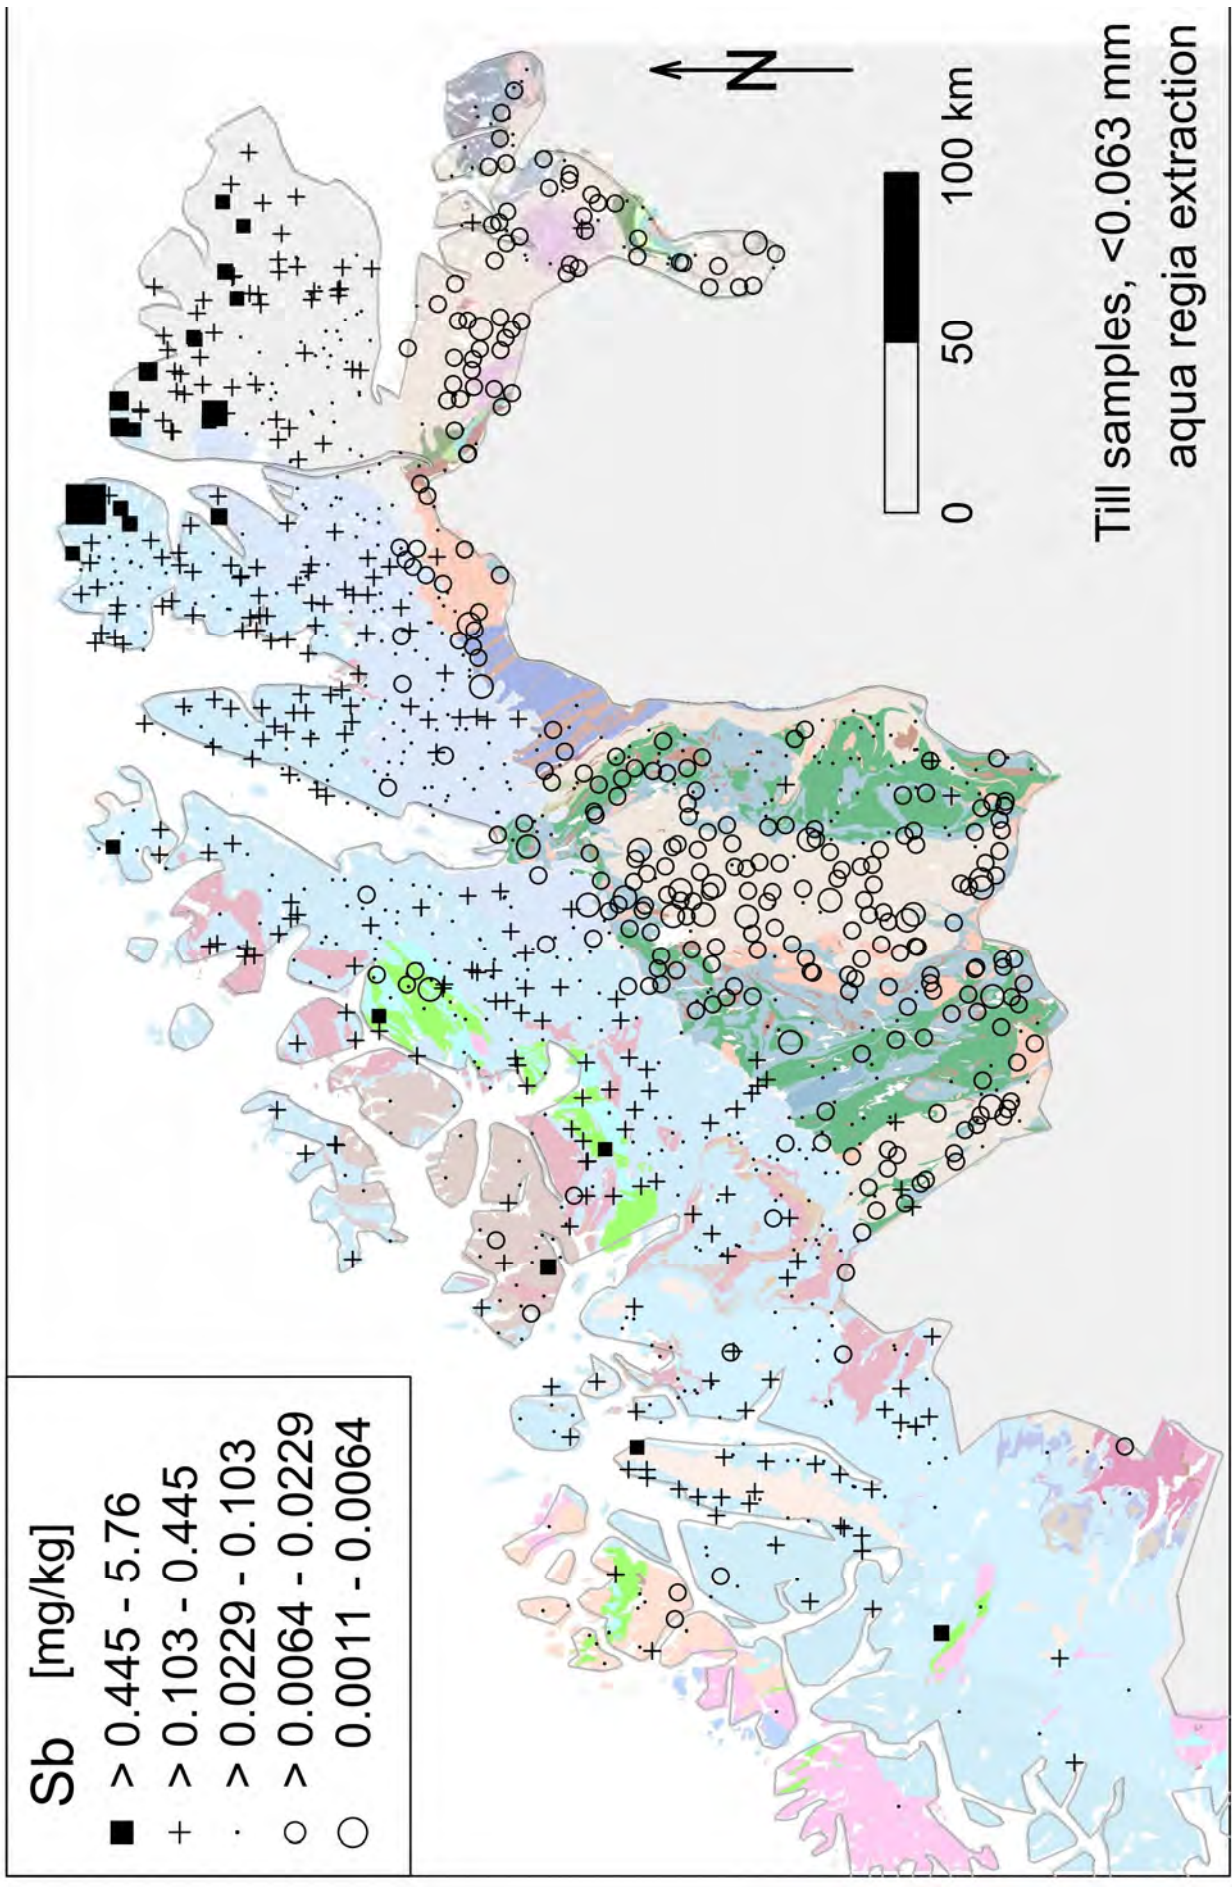 Sb [mg/kg]
> 0.445 - 5.76
> 0.103 - 0.445
> 0.0229 - 0.103
> 0.0064 - 0.0229
0.0011 - 0.0064
N
0 50 100 km
Till samples, <0.063 mm
aqua regia extraction